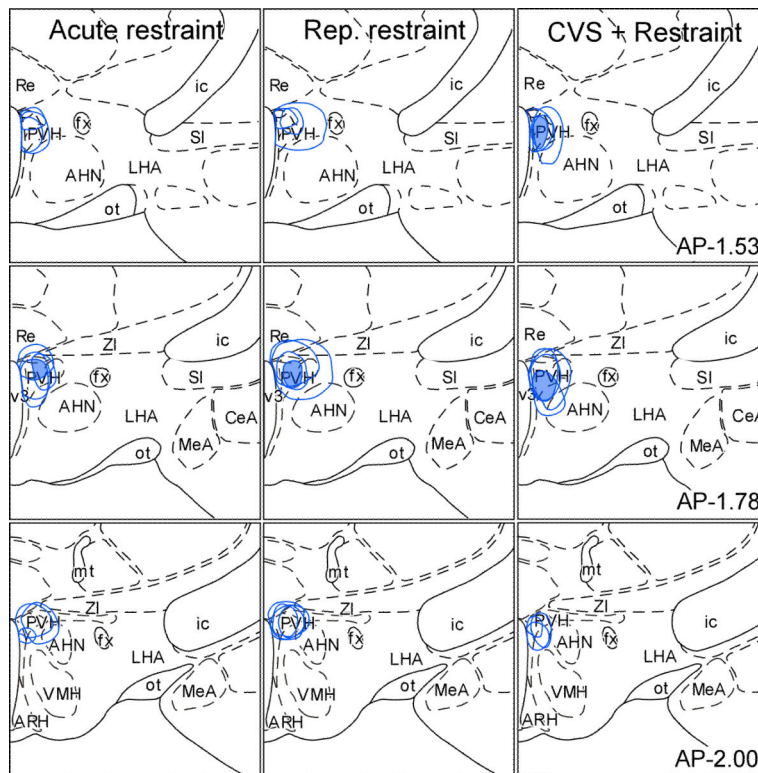 Acute restraint
Re
ic
PVH
fx
SI
AHN
LHA
ot
Rep. restraint
Re
ic
PVH
fx
SI
AHN
LHA
ot
CVS + Restraint
Re
ic
PVH
fx
SI
AHN
LHA
ot
AP-1.53
Re
ZI
ic
PVH
fx
SI
v3
AHN
CeA
LHA
MeA
ot
Re
ZI
ic
PVH
fx
SI
v3
AHN
CeA
LHA
MeA
ot
Re
ZI
ic
PVH
fx
SI
v3
AHN
CeA
LHA
MeA
ot
AP-1.78
mt
ZI
PVH
ic
AHN
fx
LHA
VMH
ot
MeA
ARH
mt
ZI
PVH
ic
AHN
fx
LHA
VMH
ot
MeA
ARH
mt
ZI
PVH
ic
AHN
fx
LHA
VMH
ot
MeA
ARH
AP-2.00